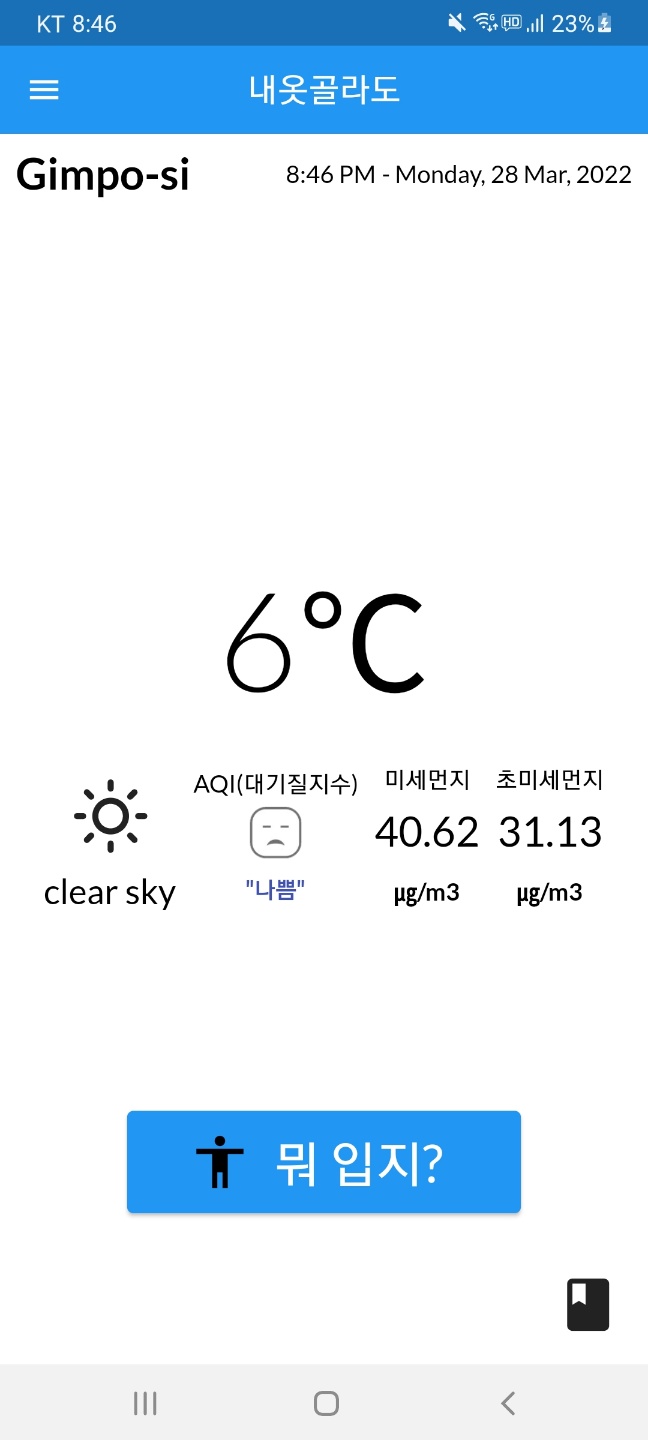 KT 8:46
HD
23%
내옷골라도
Gimpo-si
8:46 PM - Monday, 28 Mar, 2022
6°C
AQI(대기질지수) 미세먼지 초미세먼지
40.62 31.13
clear sky "나쁨" μg/m3 μg/m3
뭐 입지?